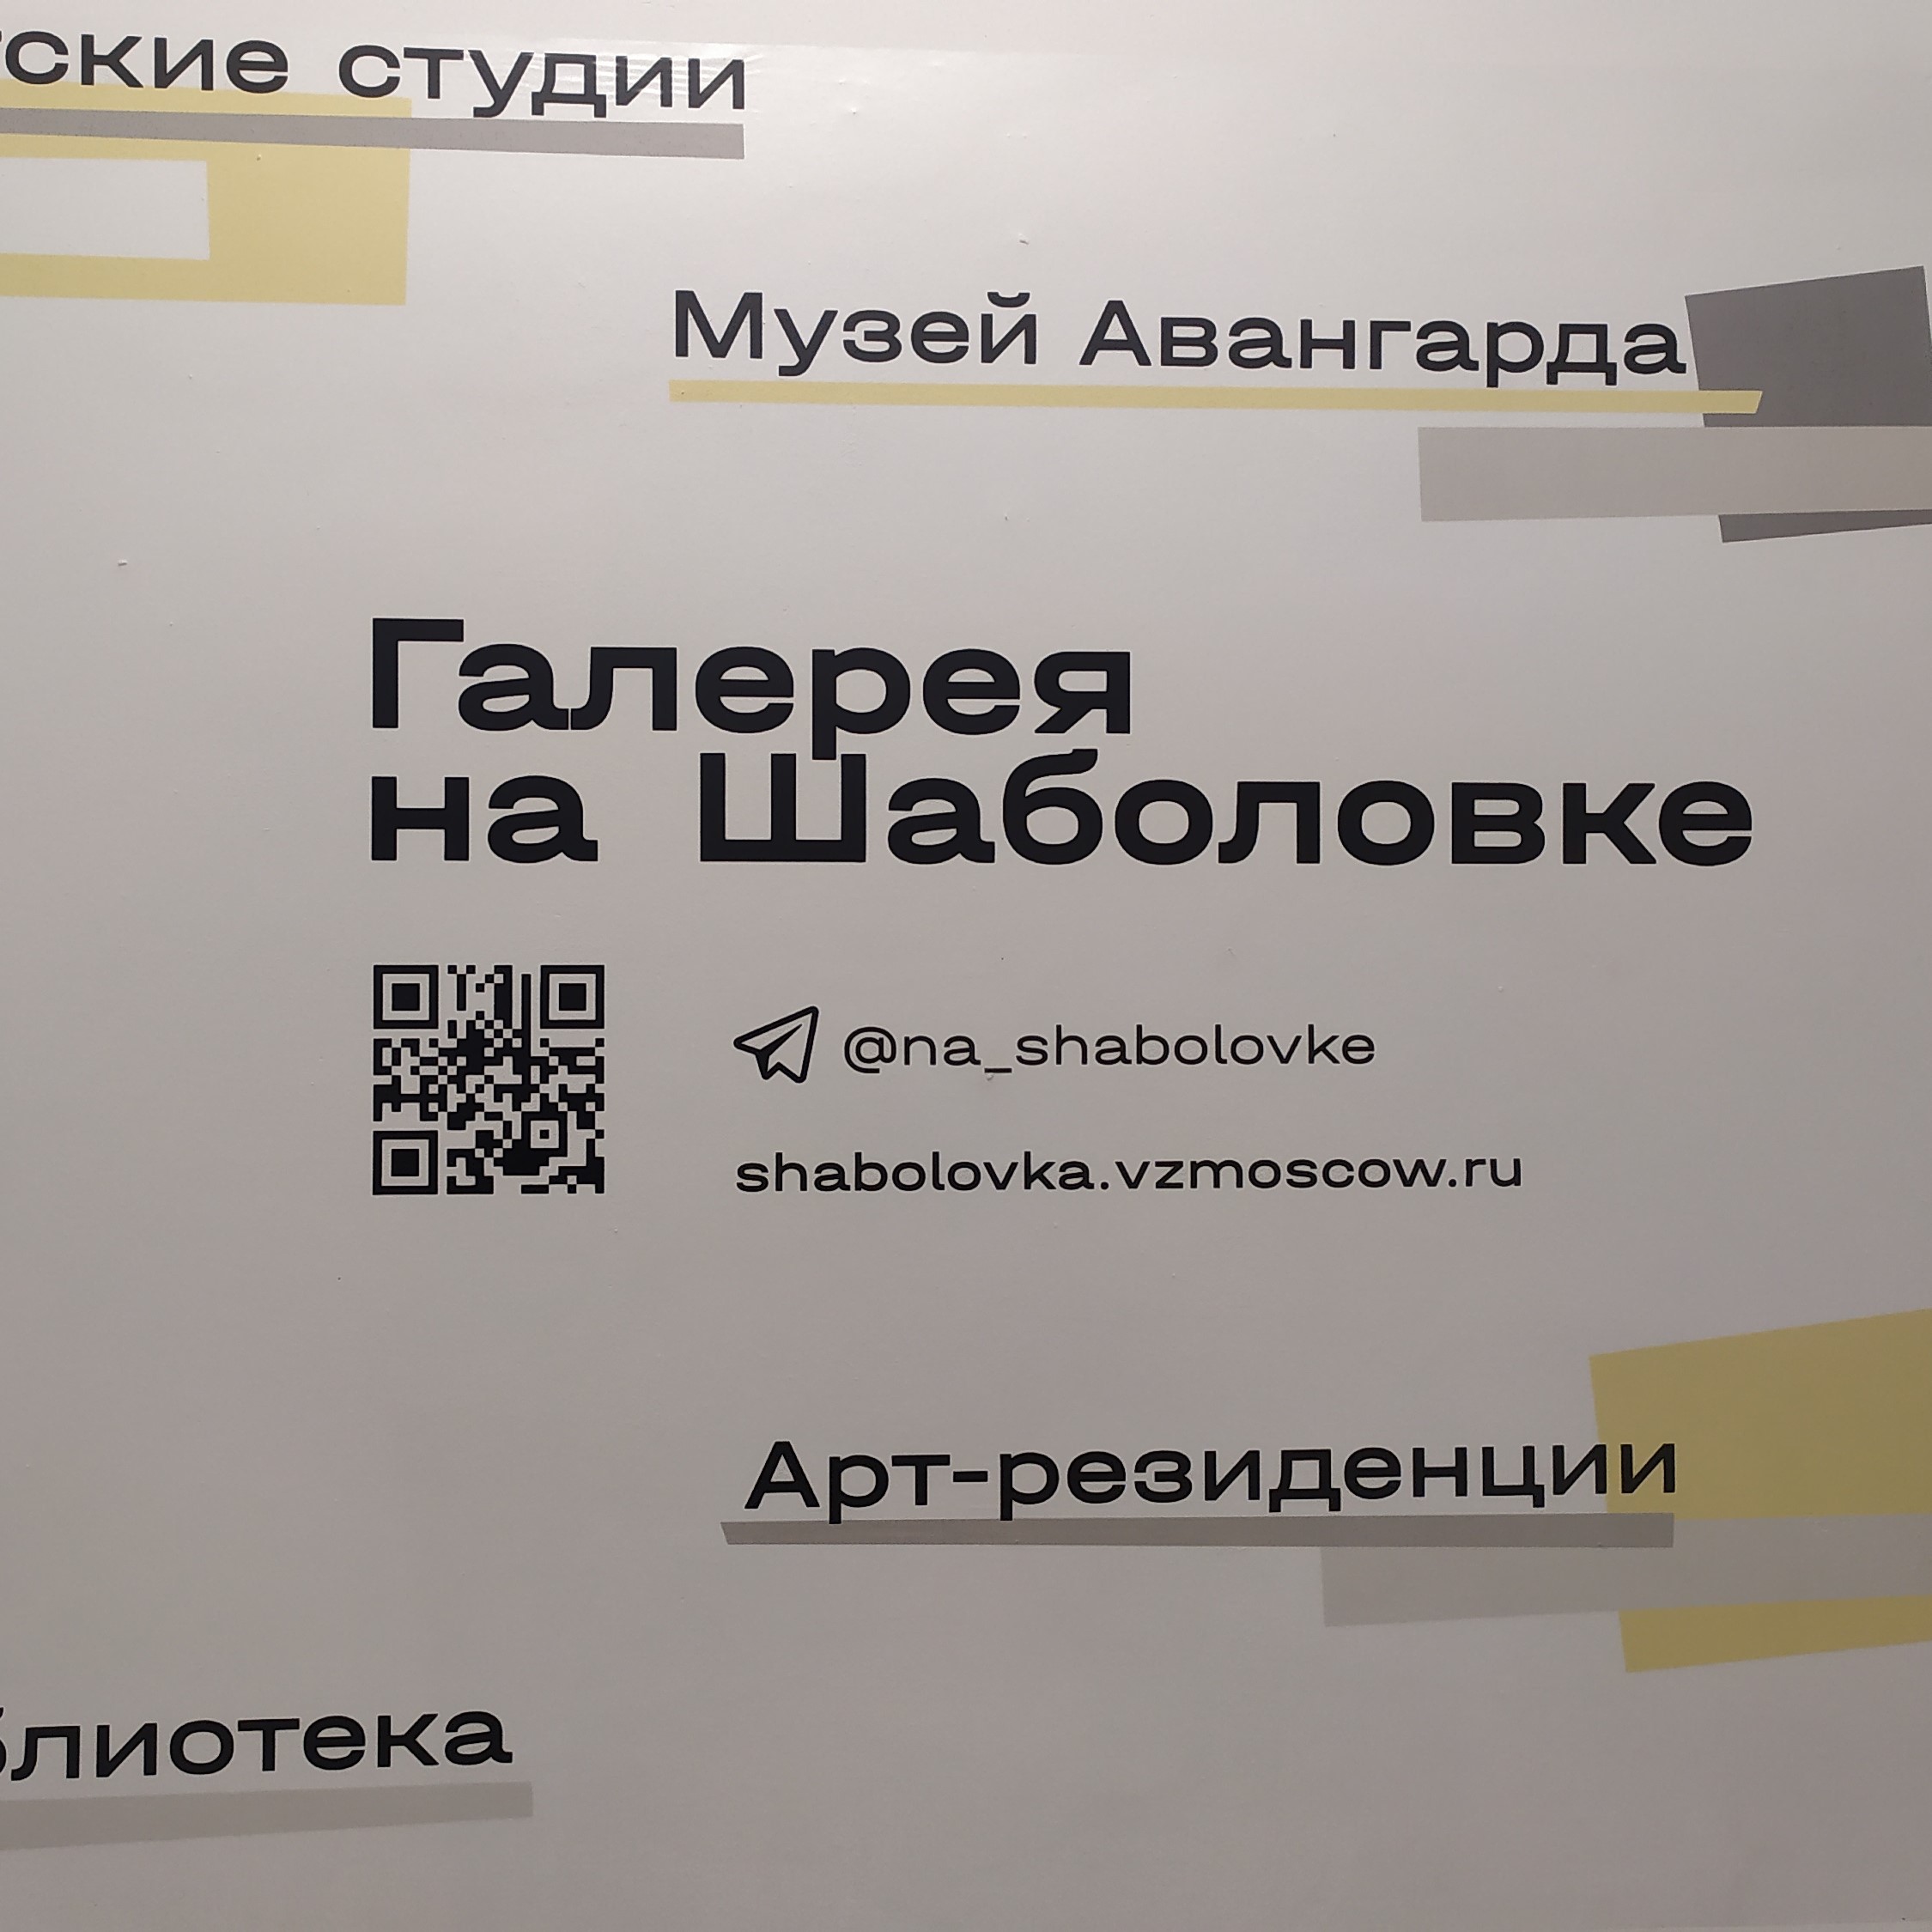 ские студии
Музей Авангарда
Галерея
на Шаболовке
@na_shabolovke
shabolovka.vzmoscow.ru
Арт-резиденции
блиотека